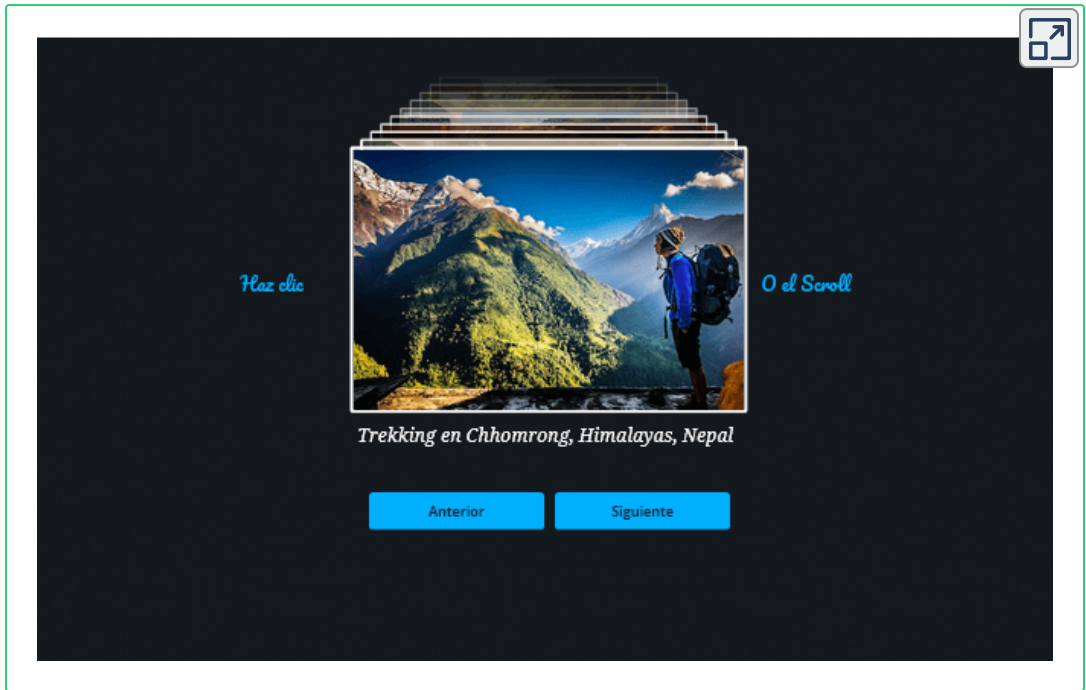 Haz clic
O el Scroll
Trekking en Chhomrong, Himalayas, Nepal
Anterior
Siguiente